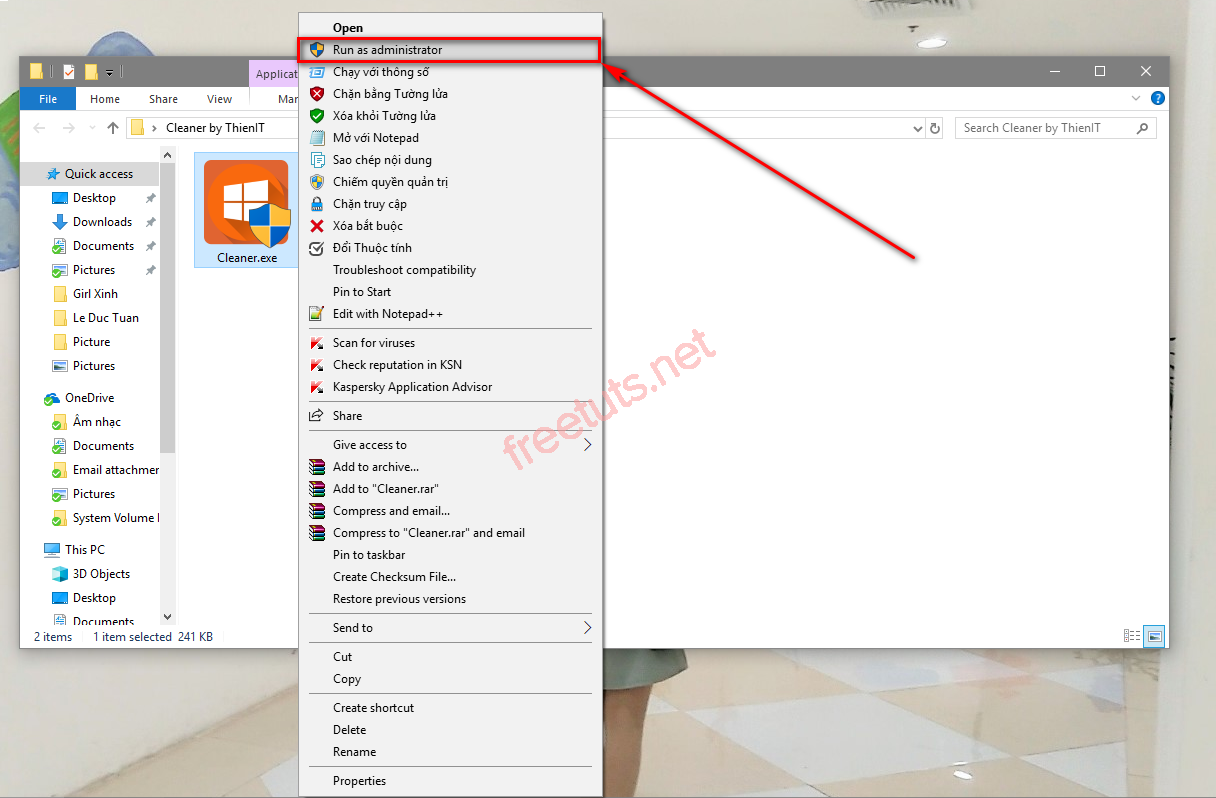 Applicat
File
Home
Share
View
Mar
Cleaner by ThienIT
Search Cleaner by ThienIT
Quick access
Desktop
Downloads
Documents
Pictures
Girl Xinh
Le Duc Tuan
Picture
Pictures
OneDrive
Âm nhạc
Documents
Email attachmer
Pictures
System Volume I
This PC
3D Objects
Desktop
Documents
2 items 1 item selected 241 KB
Cleaner.exe
Open
Run as administrator
Chạy với thông số
Chặn bằng Tường lửa
Xóa khỏi Tường lửa
Mở với Notepad
Sao chép nội dung
Chiếm quyền quản trị
Chặn truy cập
Xóa bắt buộc
Đổi Thuộc tính
Troubleshoot compatibility
Pin to Start
Edit with Notepad++
Scan for viruses
Check reputation in KSN
Kaspersky Application Advisor
Share
Give access to
Add to archive...
Add to "Cleaner.rar"
Compress and email...
Compress to "Cleaner.rar" and email
Pin to taskbar
Create Checksum File...
Restore previous versions
Send to
Cut
Copy
Create shortcut
Delete
Rename
Properties
freetuts.net